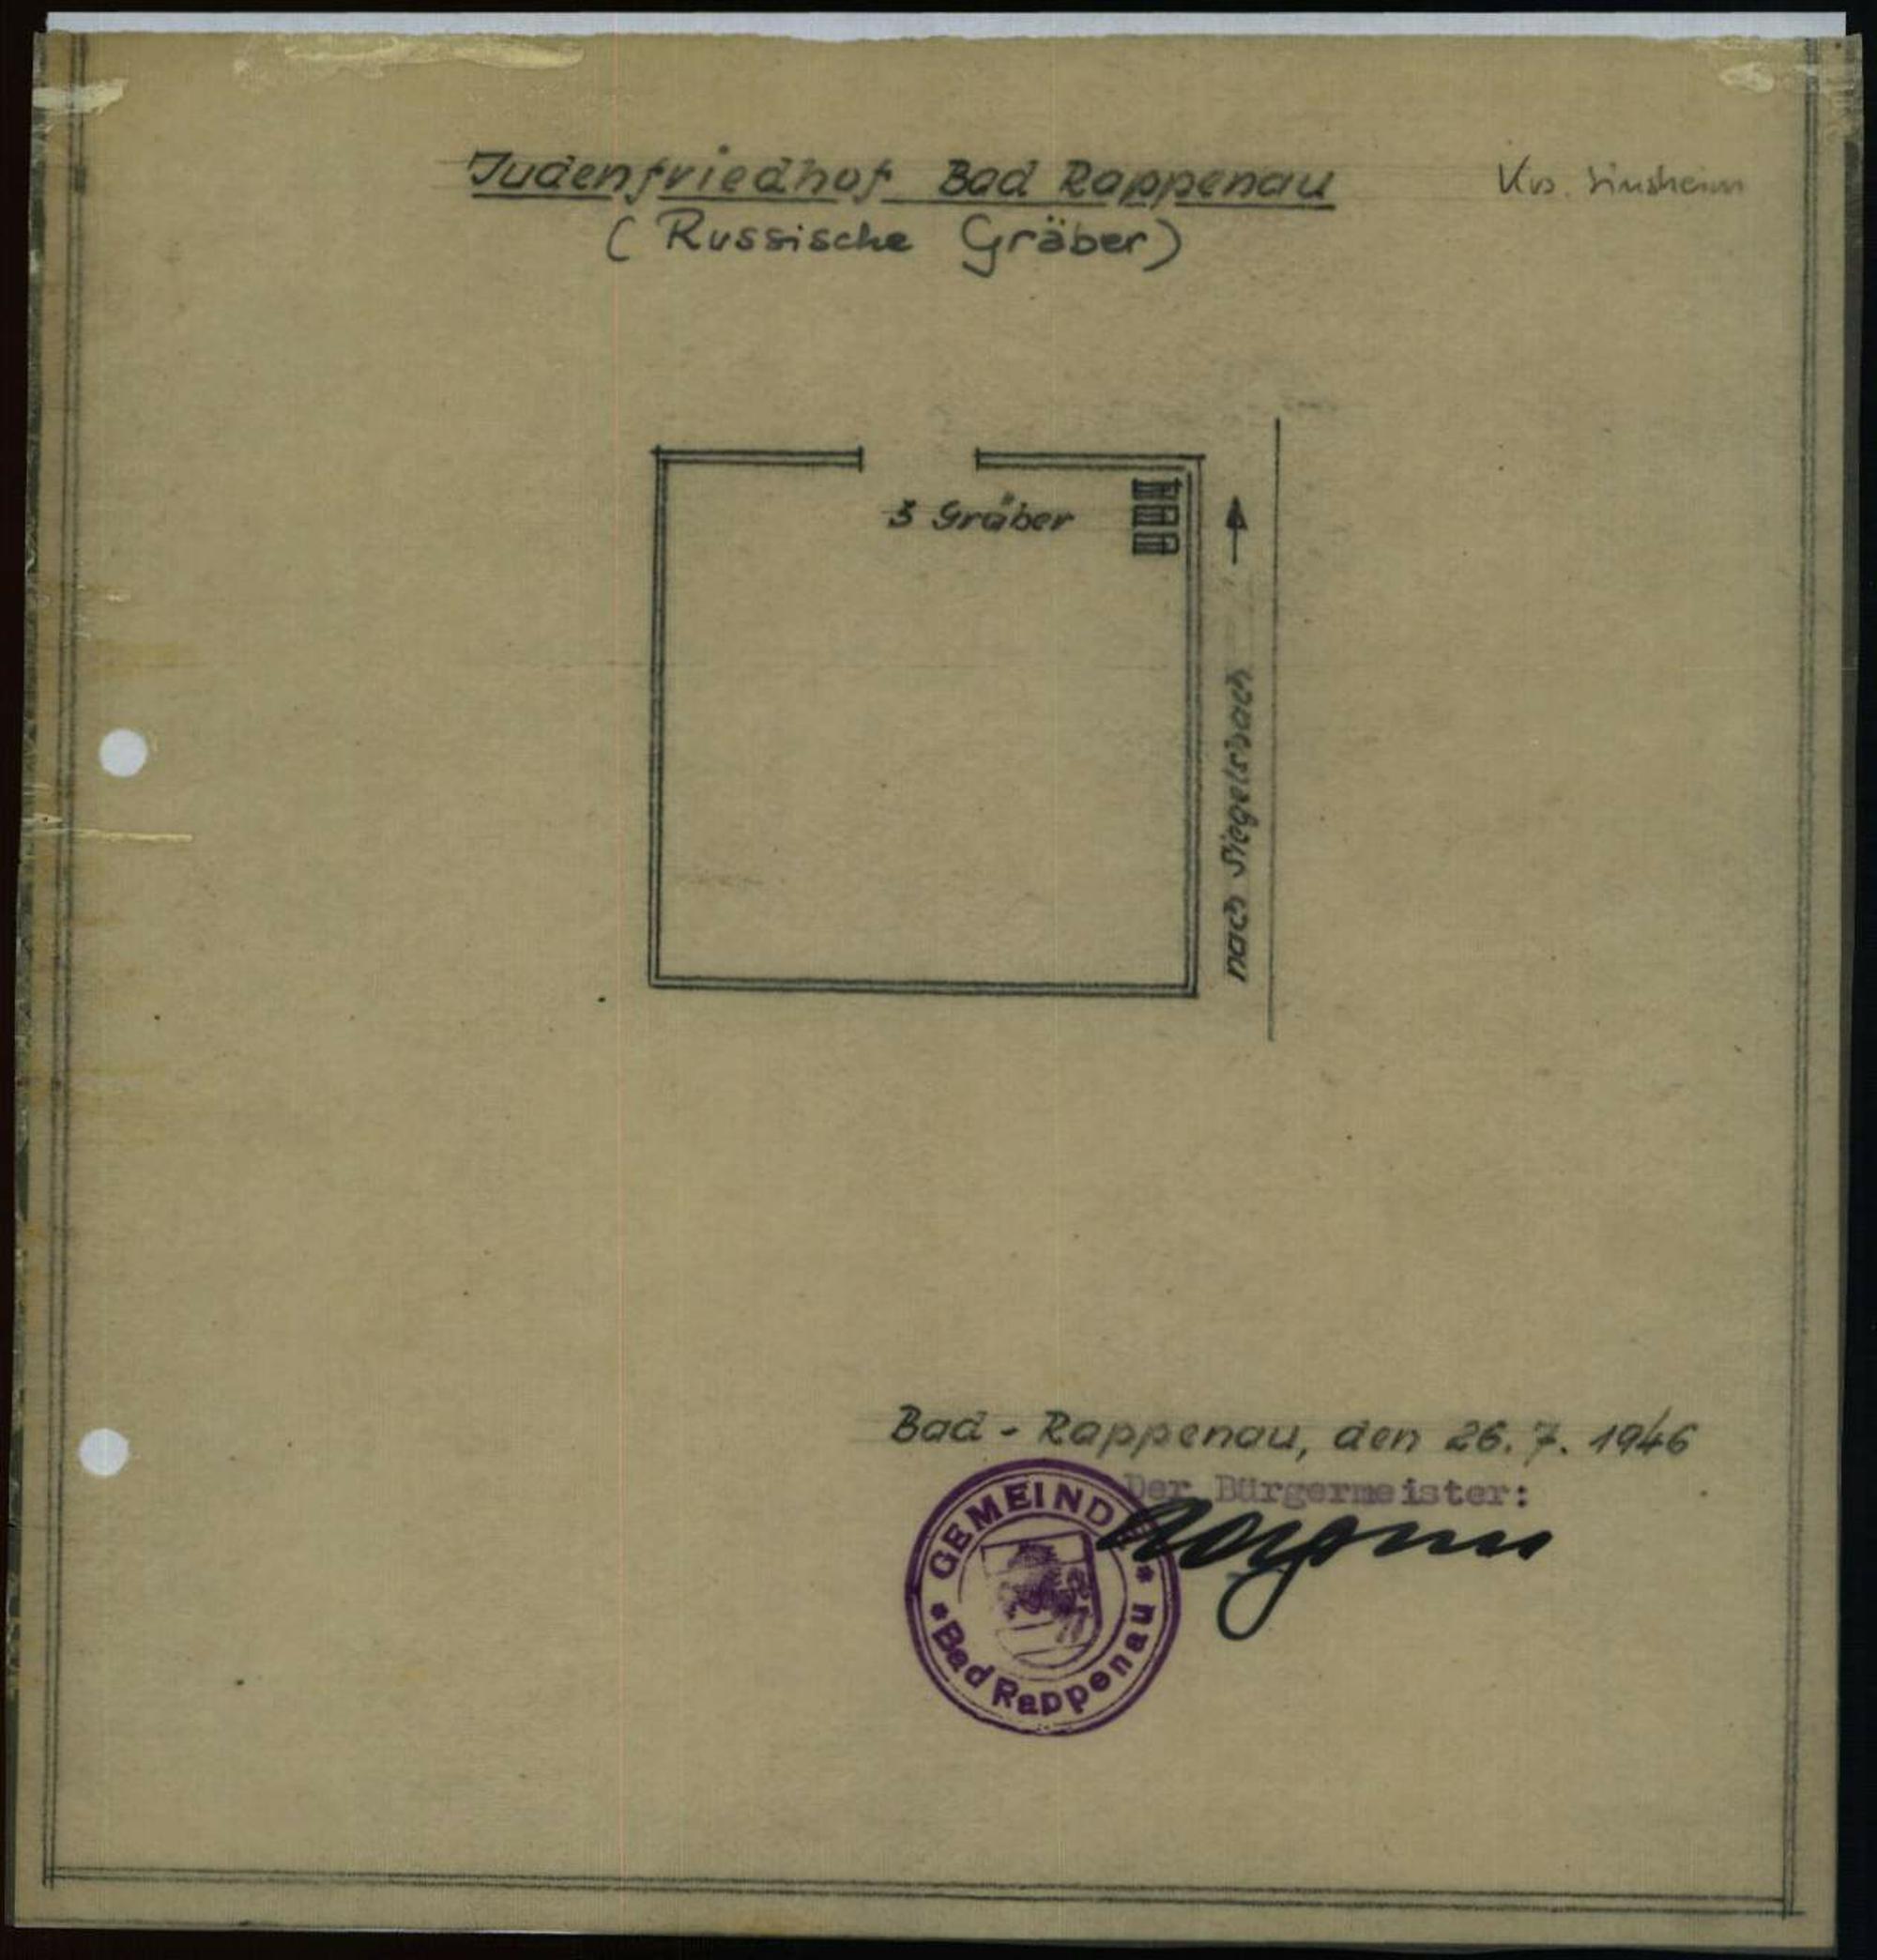 Judenfriedhof Bad Rappenau
Krs. Sinsheim
(Russische Gräber)
3 Gräber
nach Siegelsbach
Bad-Rappenau, den 26.7.1946
Der Bürgermeister:
GEMEINDE
* Bad Rappenau *